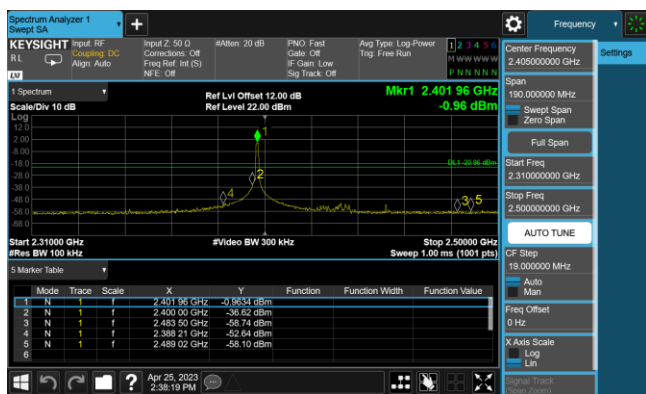 Spectrum Analyzer 1
Swept SA
Frequency
KEYSIGHT
RL
LXI
Input: RF
Coupling: DC
Align: Auto
Input Z: 50 Ω
Corrections: Off
Freq Ref: Int (S)
NFE: Off
#Atten: 20 dB
PNO: Fast
Gate: Off
IF Gain: Low
Sig Track: Off
Avg Type: Log-Power
Trig: Free Run
1 2 3 4 5 6
M W W W W W
P N N N N N
Settings
1 Spectrum
Scale/Div 10 dB
Ref Lvl Offset 12.00 dB
Ref Level 22.00 dBm
Mkr1 2.401 96 GHz
-0.96 dBm
Log
12.0
2.00
-8.00
-18.0
-28.0
-38.0
-48.0
-58.0
-68.0
1
DL1 -20.96 dBm
2
4
3
5
Start 2.31000 GHz
#Res BW 100 kHz
#Video BW 300 kHz
Stop 2.50000 GHz
Sweep 1.00 ms (1001 pts)
5 Marker Table
Mode Trace Scale X Y Function Function Width Function Value
1 N 1 f 2.401 96 GHz -0.9634 dBm
2 N 1 f 2.400 00 GHz -36.62 dBm
3 N 1 f 2.483 50 GHz -58.74 dBm
4 N 1 f 2.388 21 GHz -52.64 dBm
5 N 1 f 2.489 02 GHz -58.10 dBm
6
Apr 25, 2023
2:38:19 PM
Center Frequency
2.405000000 GHz
Span
190.000000 MHz
Swept Span
Zero Span
Full Span
Start Freq
2.310000000 GHz
Stop Freq
2.500000000 GHz
AUTO TUNE
CF Step
19.000000 MHz
Auto
Man
Freq Offset
0 Hz
X Axis Scale
Log
Lin
Signal Track
(Span Zoom)